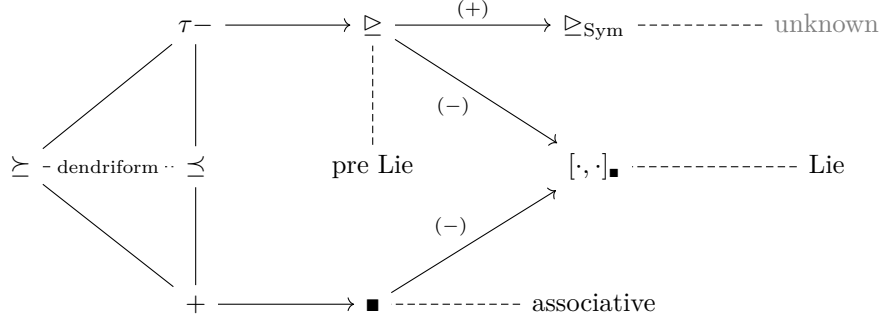 τ− ⊵ (+) ⊵Sym unknown
(−)
⪰ dendriform ⪯ pre Lie [·, ·]■ Lie
(−)
+ ■ associative